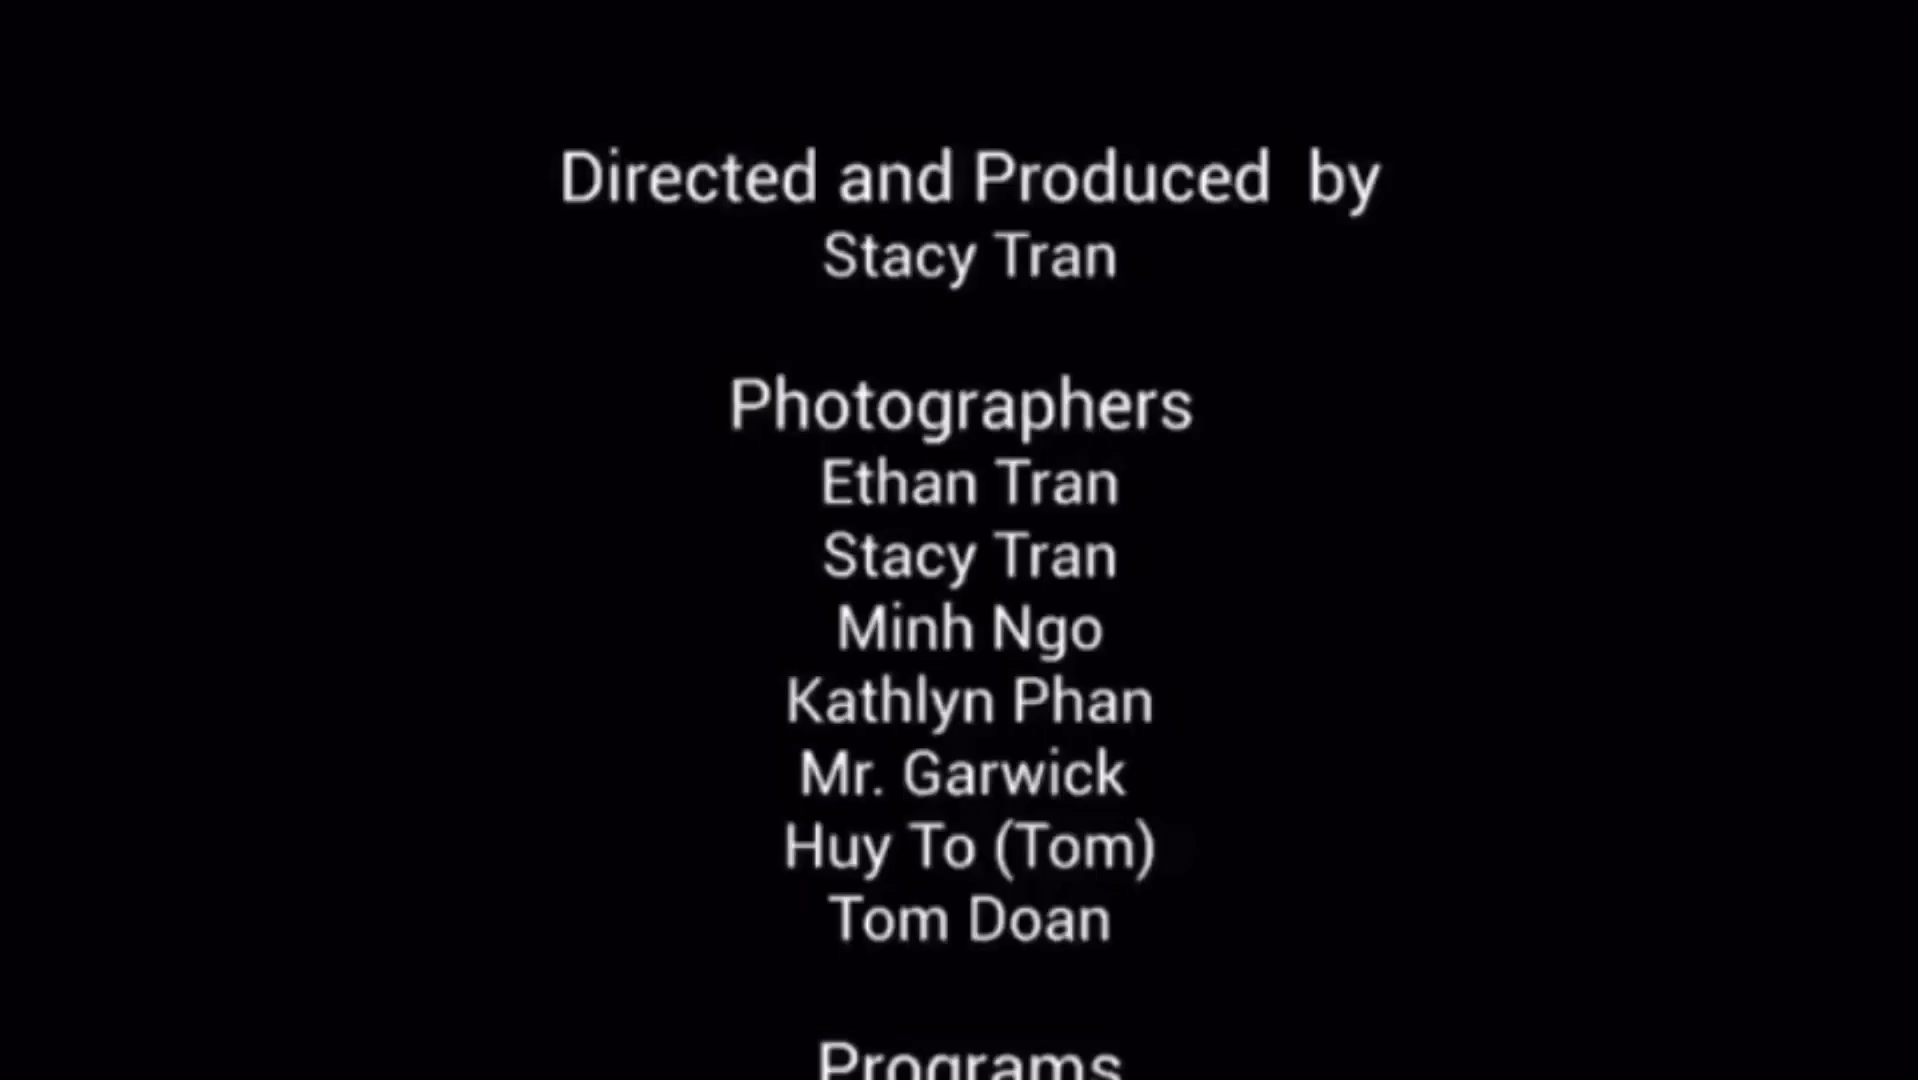 Directed and Produced  by
Stacy Tran
Photographers
Ethan Tran
Stacy Tran
Minh Ngo
Kathlyn Phan
Mr. Garwick
Huy To (Tom)
Tom Doan
Programs